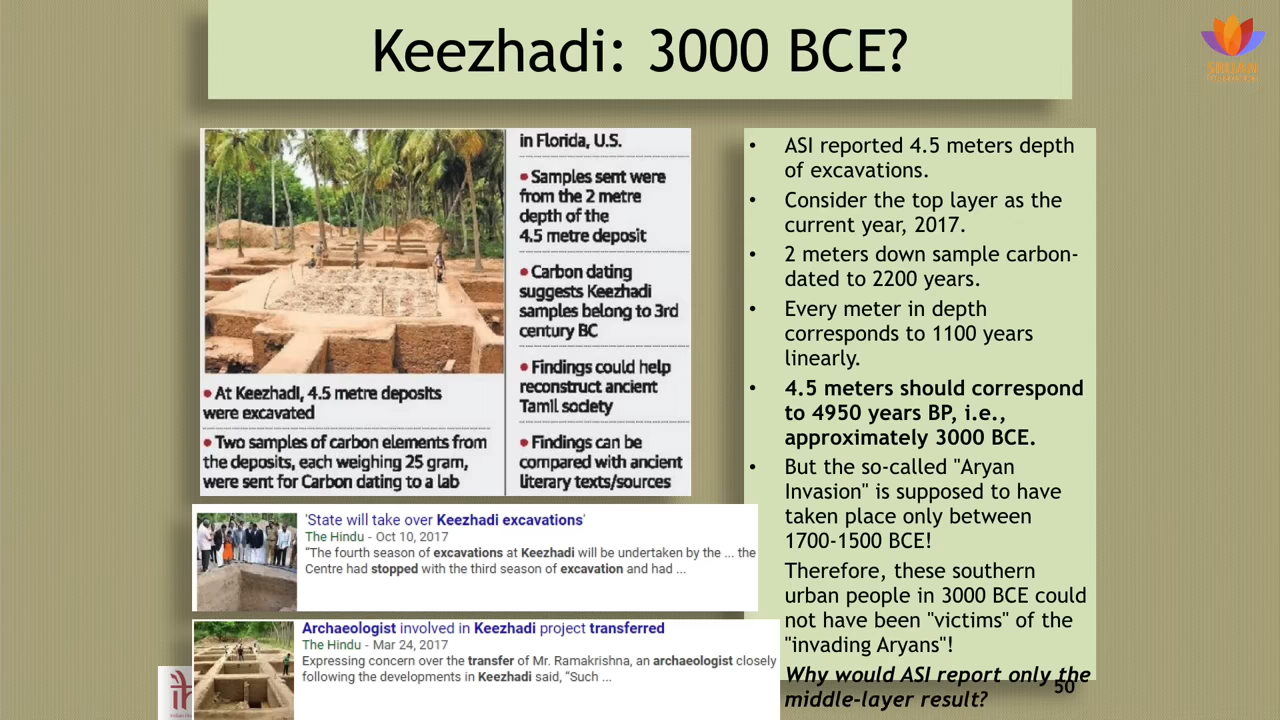 Keezhadi: 3000 BCE?
SRIJAN
in Florida, U.S.
• Samples sent were
from the 2 metre
depth of the
4.5 metre deposit
• Carbon dating
suggests Keezhadi
samples belong to 3rd
century BC
• Findings could help
reconstruct ancient
Tamil society
• Findings can be
compared with ancient
literary texts/sources
• At Keezhadi, 4.5 metre deposits
were excavated
• Two samples of carbon elements from
the deposits, each weighing 25 gram,
were sent for Carbon dating to a lab
'State will take over Keezhadi excavations'
The Hindu - Oct 10, 2017
“The fourth season of excavations at Keezhadi will be undertaken by the ... the
Centre had stopped with the third season of excavation and had ...
Archaeologist involved in Keezhadi project transferred
The Hindu - Mar 24, 2017
Expressing concern over the transfer of Mr. Ramakrishna, an archaeologist closely
following the developments in Keezhadi said, “Such ...
• ASI reported 4.5 meters depth
of excavations.
• Consider the top layer as the
current year, 2017.
• 2 meters down sample carbon-
dated to 2200 years.
• Every meter in depth
corresponds to 1100 years
linearly.
• 4.5 meters should correspond
to 4950 years BP, i.e.,
approximately 3000 BCE.
• But the so-called "Aryan
Invasion" is supposed to have
taken place only between
1700-1500 BCE!
Therefore, these southern
urban people in 3000 BCE could
not have been "victims" of the
"invading Aryans"!
Why would ASI report only the
middle-layer result?
50